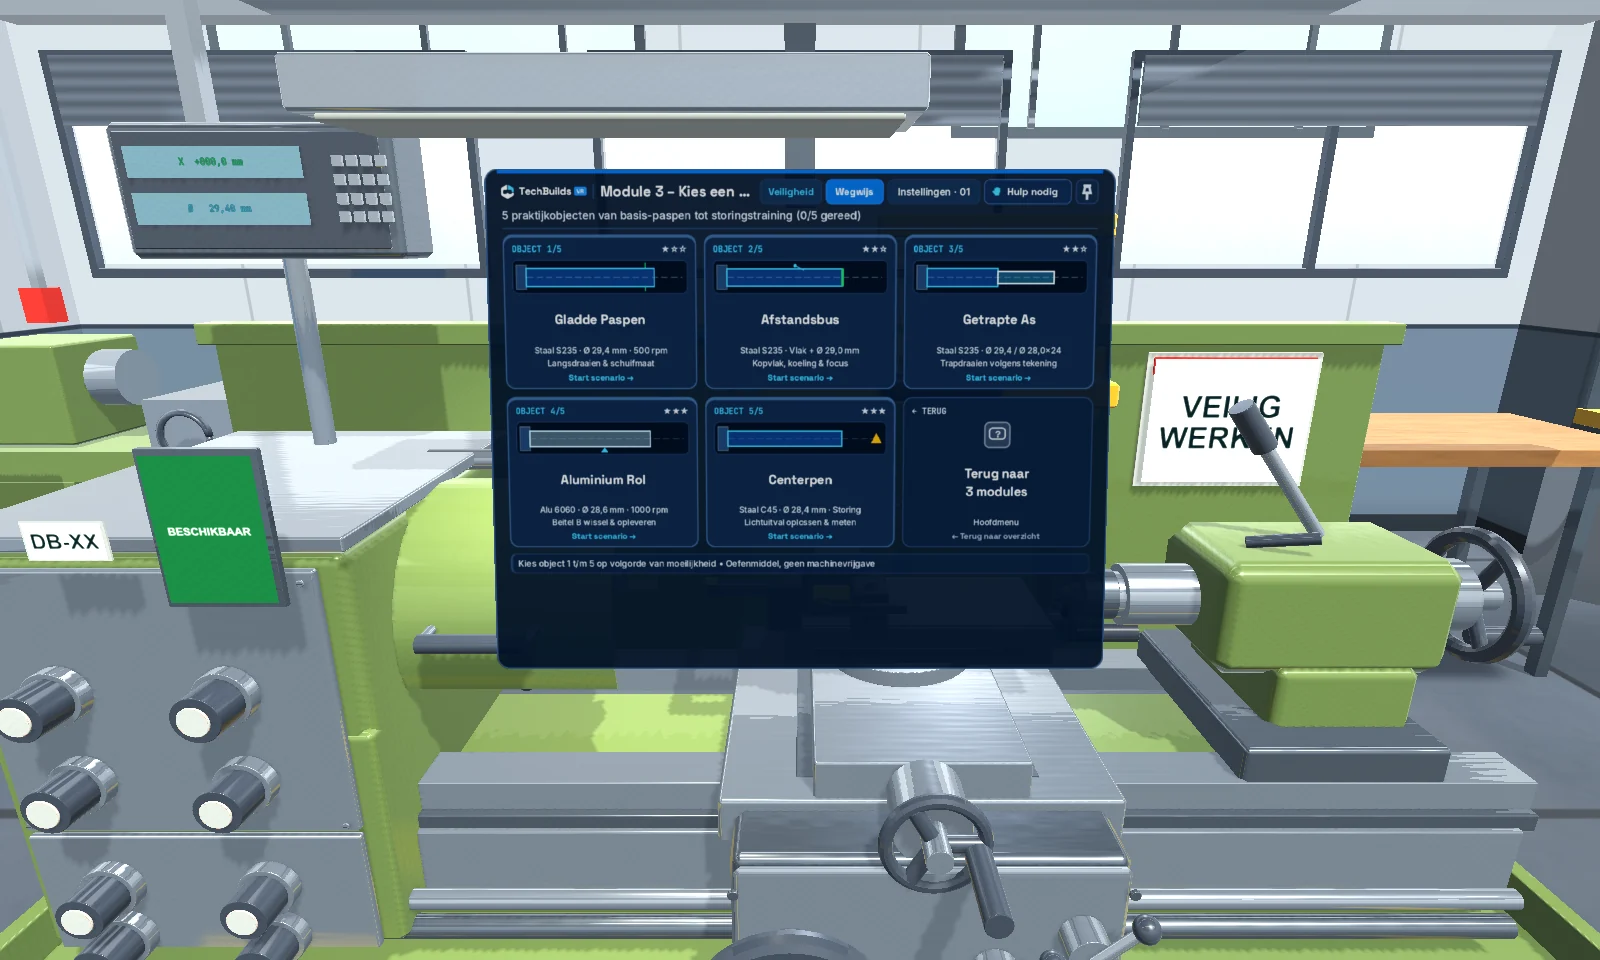 X +000,0 mm
Ø 29,40 mm
TechBuilds VR
Module 3 – Kies een ...
Veiligheid
Wegwijs
Instellingen · 01
Hulp nodig
5 praktijkobjecten van basis-paspen tot storingstraining (0/5 gereed)
OBJECT 1/5 ★☆☆
Gladde Paspen
Staal S235 · Ø 29,4 mm · 500 rpm
Langsdraaien & schuifmaat
Start scenario →
OBJECT 2/5 ★★☆
Afstandsbus
Staal S235 · Vlak + Ø 29,0 mm
Kopvlak, koeling & focus
Start scenario →
OBJECT 3/5 ★★☆
Getrapte As
Staal S235 · Ø 29,4 / Ø 28,0×24
Trapdraaien volgens tekening
Start scenario →
OBJECT 4/5 ★★★
Aluminium Rol
Alu 6060 · Ø 28,6 mm · 1000 rpm
Beitel B wissel & opleveren
Start scenario →
OBJECT 5/5 ★★★
Centerpen
Staal C45 · Ø 28,4 mm · Storing
Lichtuitval oplossen & meten
Start scenario →
← TERUG
?
Terug naar
3 modules
Hoofdmenu
← Terug naar overzicht
Kies object 1 t/m 5 op volgorde van moeilijkheid • Oefenmiddel, geen machinevrijgave
VEILIG
WERKEN
BESCHIKBAAR
DB-XX